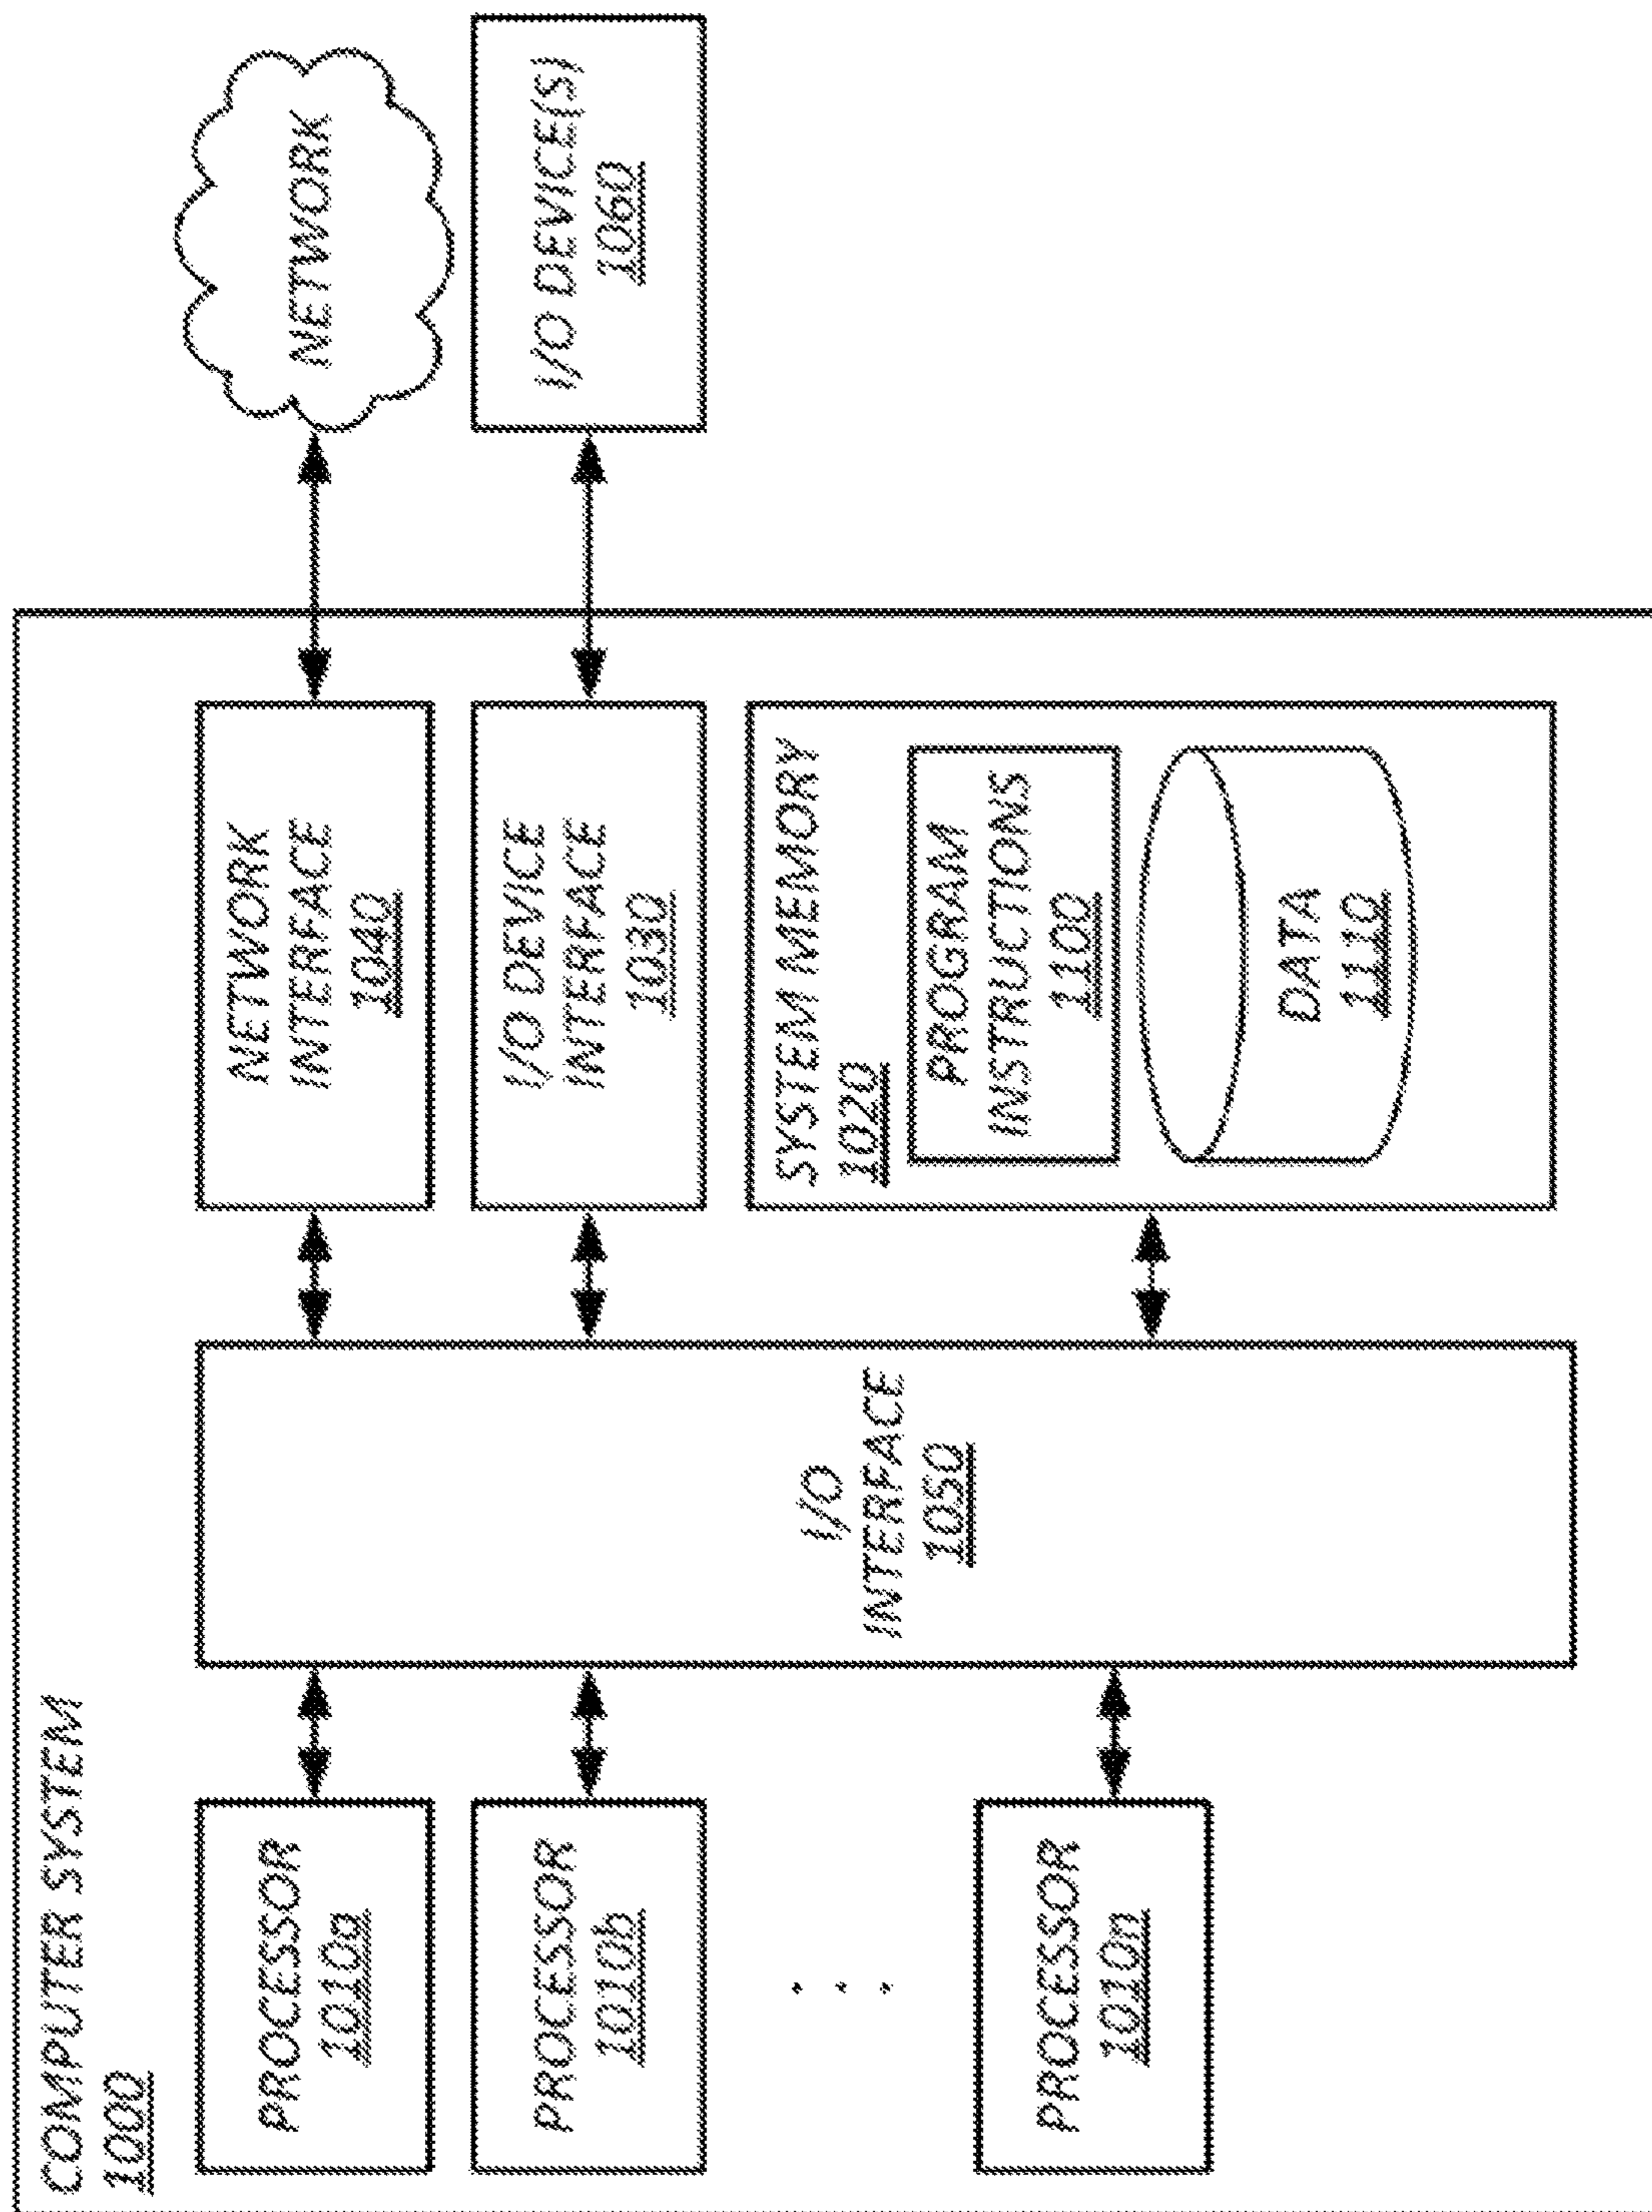 COMPUTER SYSTEM
1000
PROCESSOR
1010a
PROCESSOR
1010b
. . .
PROCESSOR
1010n
I/O
INTERFACE
1050
NETWORK
INTERFACE
1040
I/O DEVICE
INTERFACE
1030
SYSTEM MEMORY
1020
PROGRAM
INSTRUCTIONS
1100
DATA
1110
NETWORK
I/O DEVICE(S)
1060